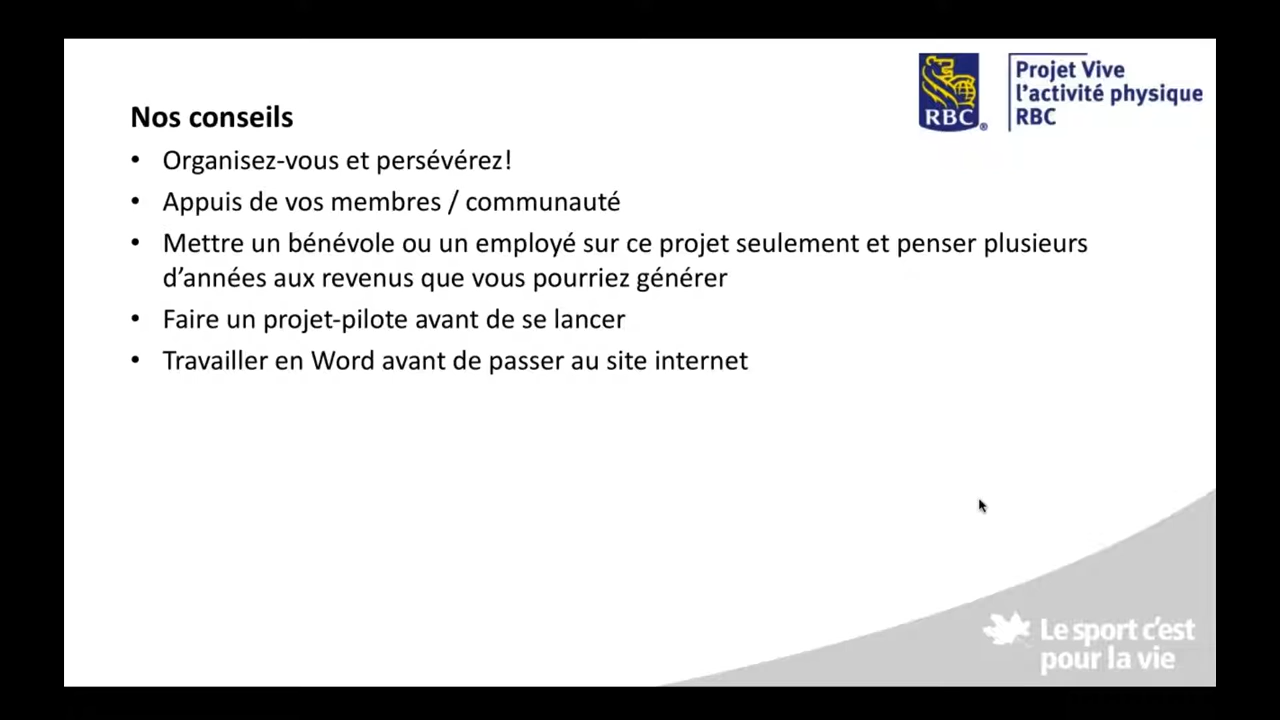 Projet Vive
l'activité physique
RBC
RBC®
Nos conseils
• Organisez-vous et persévérez!
• Appuis de vos membres / communauté
• Mettre un bénévole ou un employé sur ce projet seulement et penser plusieurs
d'années aux revenus que vous pourriez générer
• Faire un projet-pilote avant de se lancer
• Travailler en Word avant de passer au site internet
Le sport c'est
pour la vie